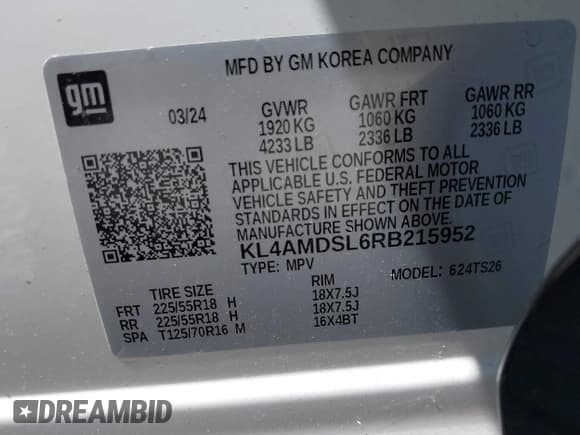 MFD BY GM KOREA COMPANY
gm
03/24 GVWR GAWR FRT GAWR RR
1920 KG 1060 KG 1060 KG
4233 LB 2336 LB 2336 LB
THIS VEHICLE CONFORMS TO ALL
APPLICABLE U.S. FEDERAL MOTOR
VEHICLE SAFETY AND THEFT PREVENTION
STANDARDS IN EFFECT ON THE DATE OF
MANUFACTURE SHOWN ABOVE.
KL4AMDSL6RB215952
TYPE: MPV MODEL: 624TS26
TIRE SIZE RIM
FRT 225/55R18 H 18X7.5J
RR 225/55R18 H 18X7.5J
SPA T125/70R16 M 16X4BT
DREAMBID